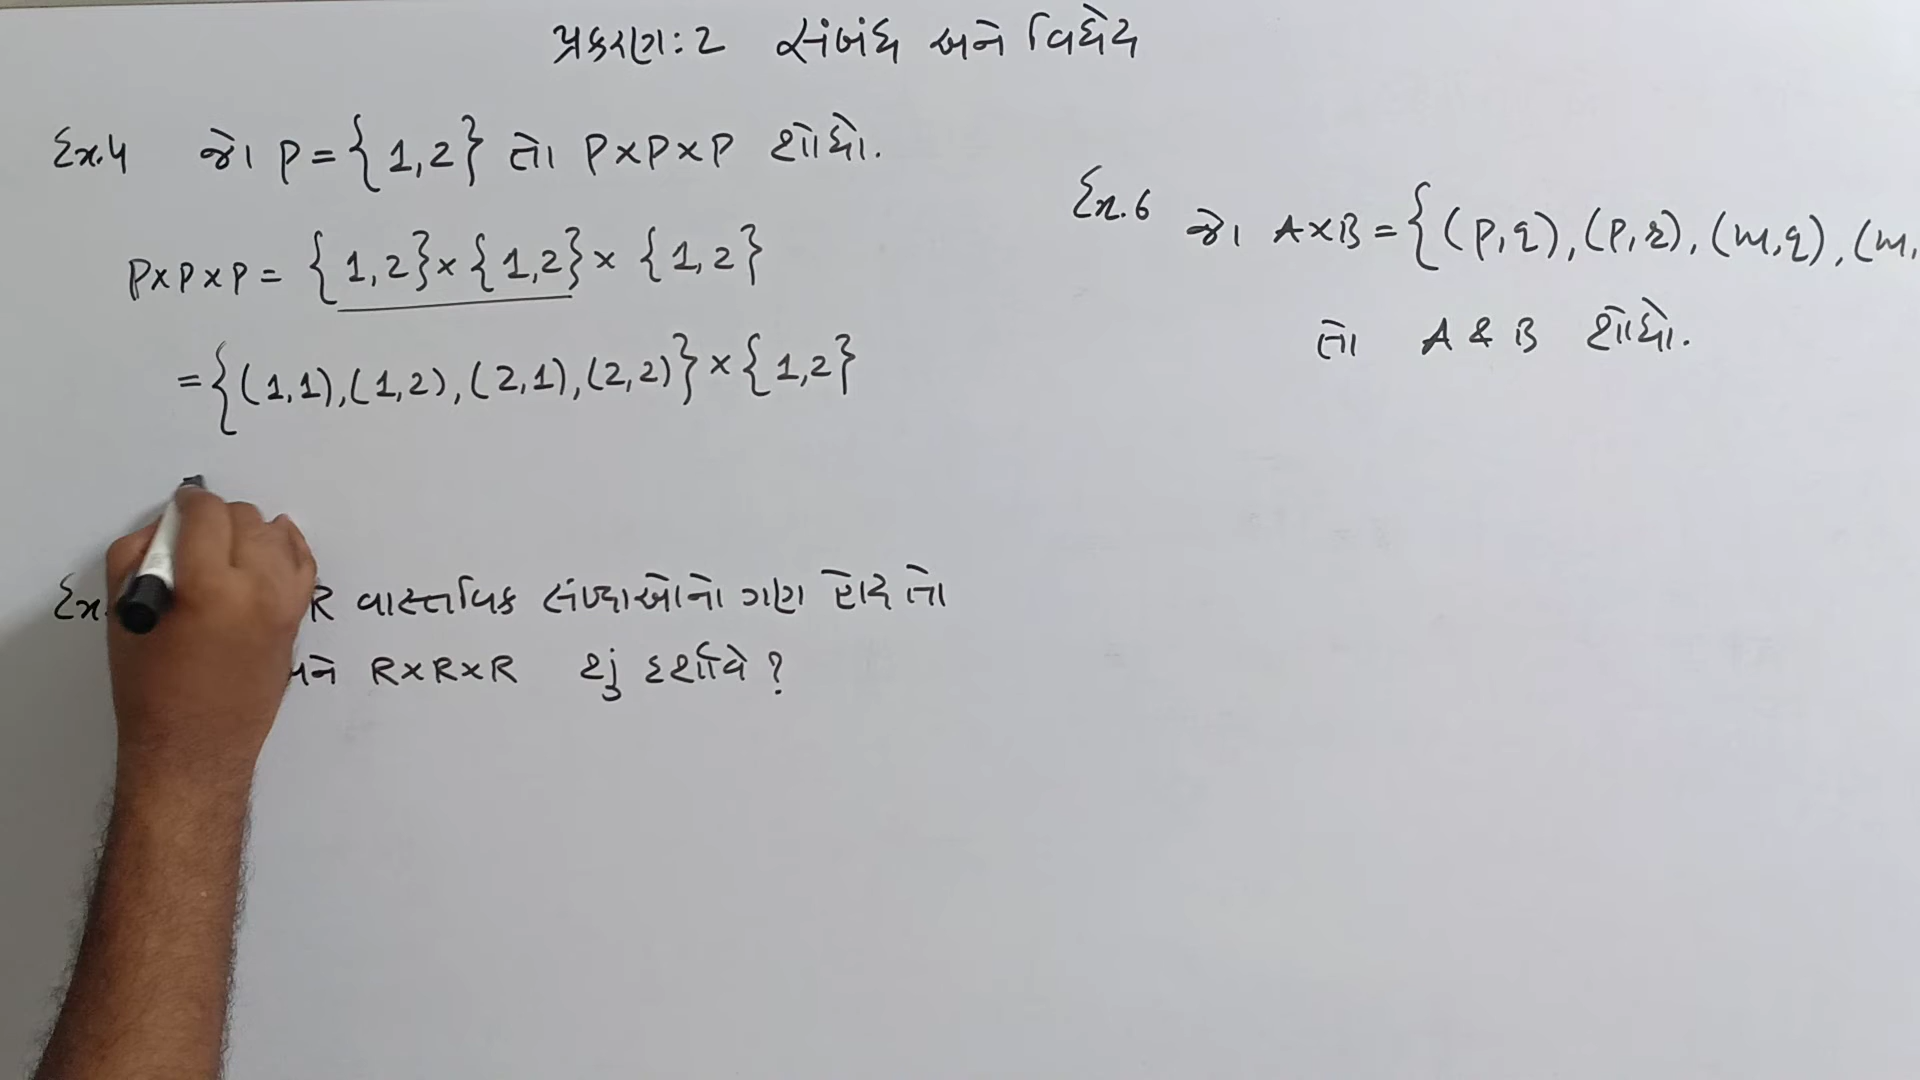 પ્રકરણ: 2 સંબંધ અને વિધેય
Ex.4 જો P = {1,2} તો P×P×P શોધો.
P×P×P = {1,2}×{1,2}×{1,2}
={(1,1),(1,2),(2,1),(2,2)}×{1,2}
Ex. R વાસ્તવિક સંખ્યાઓનો ગણ હોય તો
R×R×R શું દર્શાવે ?
Ex.6 જો A×B={(p,q),(p,r),(m,q),(m,
તો A & B શોધો.